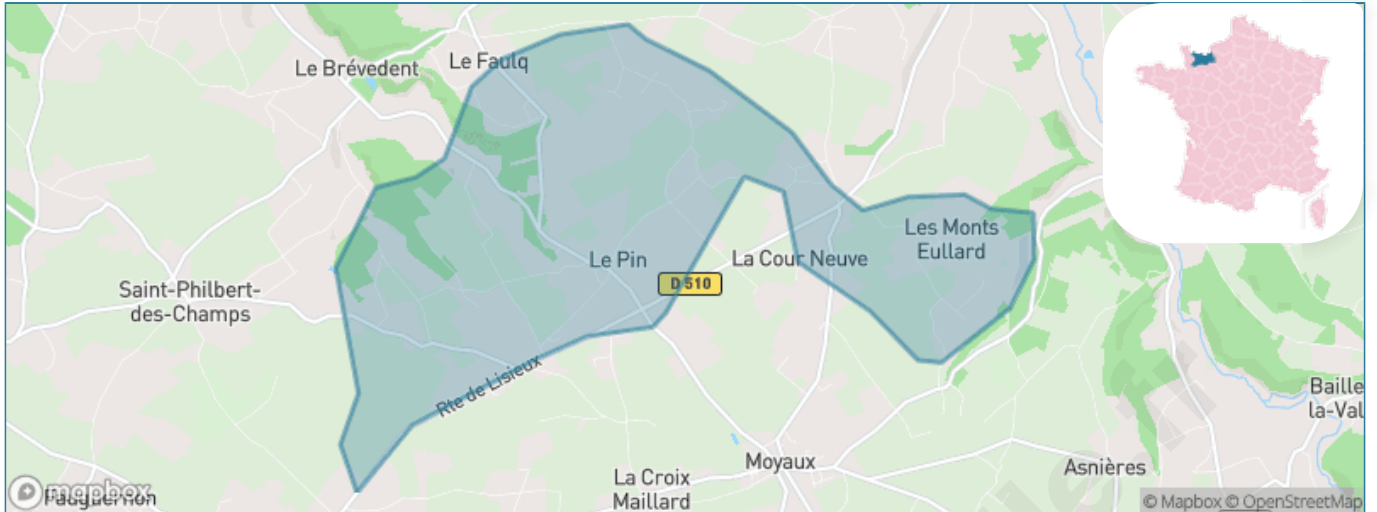 Le Faulq
Le Brévedent
Les Monts
Eullard
Le Pin
La Cour Neuve
D 510
Saint-Philbert-
des-Champs
Rte de Lisieux
Baille
la-Val
Moyaux
Asnières
La Croix
Maillard
mapbox
Fauguernon
© Mapbox © OpenStreetMap